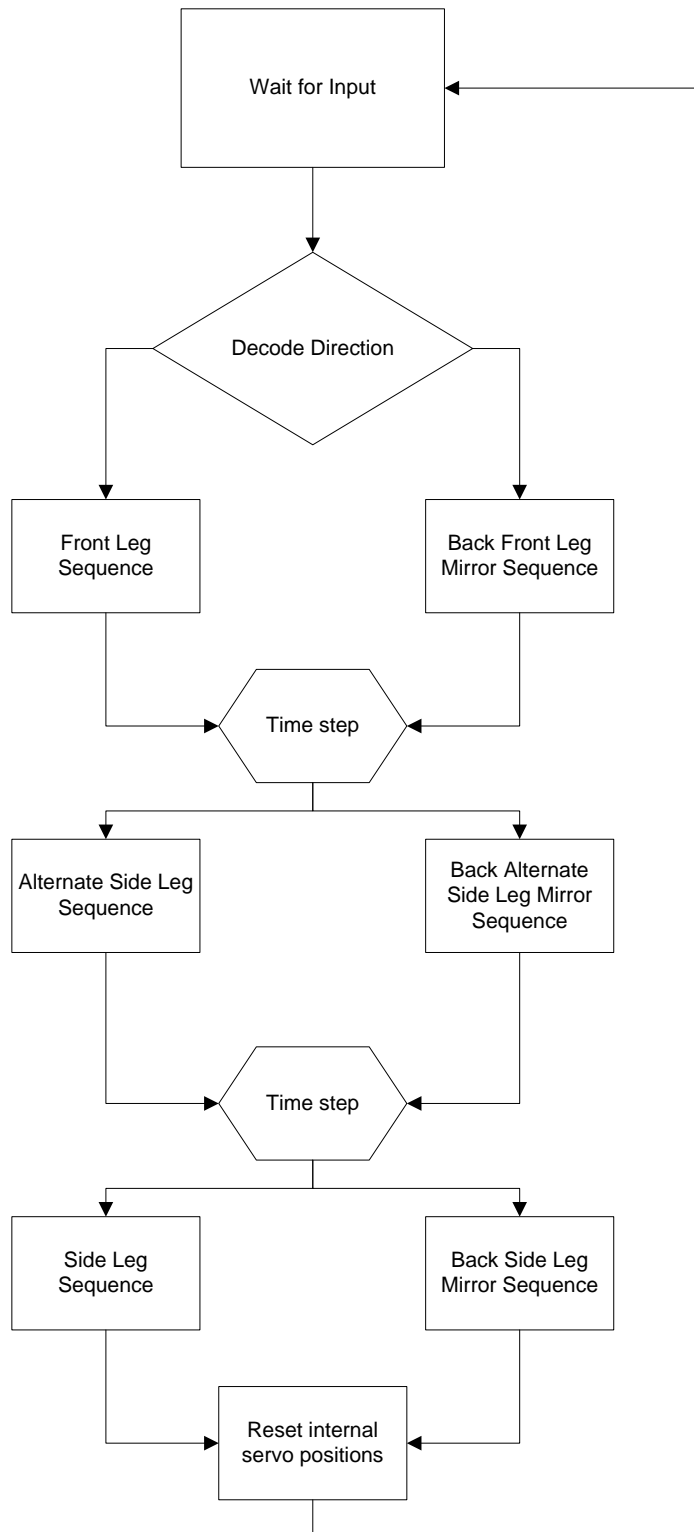 Wait for Input
Decode Direction
Front Leg
Sequence
Back Front Leg
Mirror Sequence
Time step
Alternate Side Leg
Sequence
Back Alternate
Side Leg Mirror
Sequence
Time step
Side Leg
Sequence
Back Side Leg
Mirror Sequence
Reset internal
servo positions